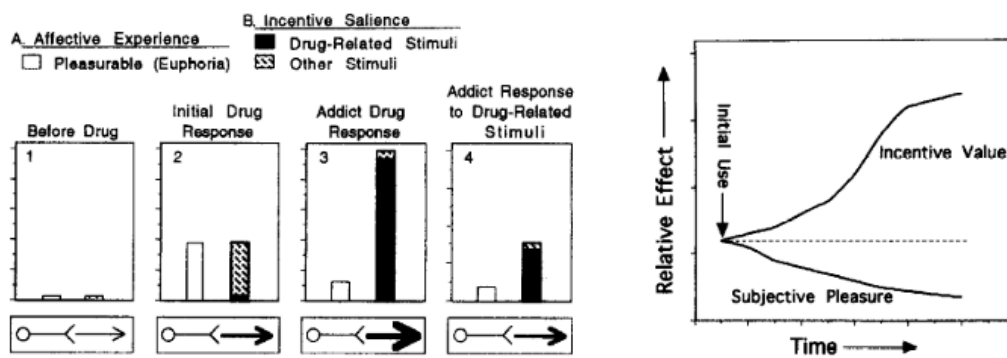 A. Affective Experience
Pleasurable (Euphoria)
B. Incentive Salience
Drug-Related Stimuli
Other Stimuli
Before Drug
1
Initial Drug
Response
2
Addict Drug
Response
3
Addict Response
to Drug-Related
Stimuli
4
Relative Effect
Initial Use
Incentive Value
Subjective Pleasure
Time